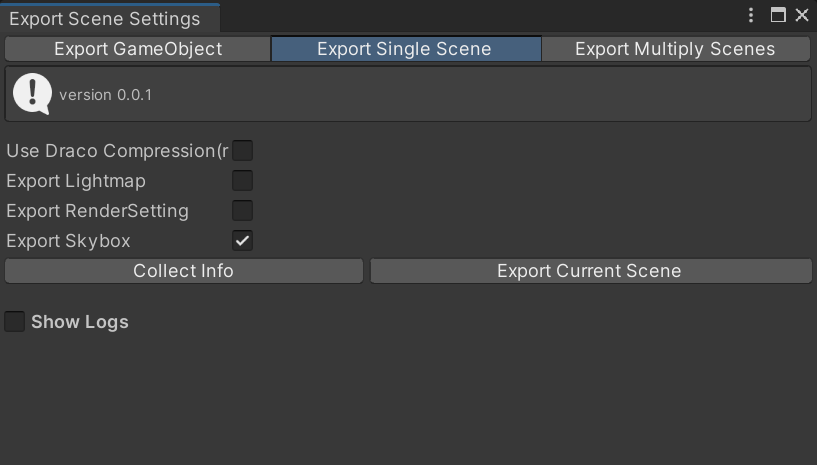 Export Scene Settings
Export GameObject Export Single Scene Export Multiply Scenes
version 0.0.1
Use Draco Compression(r
Export Lightmap
Export RenderSetting
Export Skybox
Collect Info Export Current Scene
Show Logs